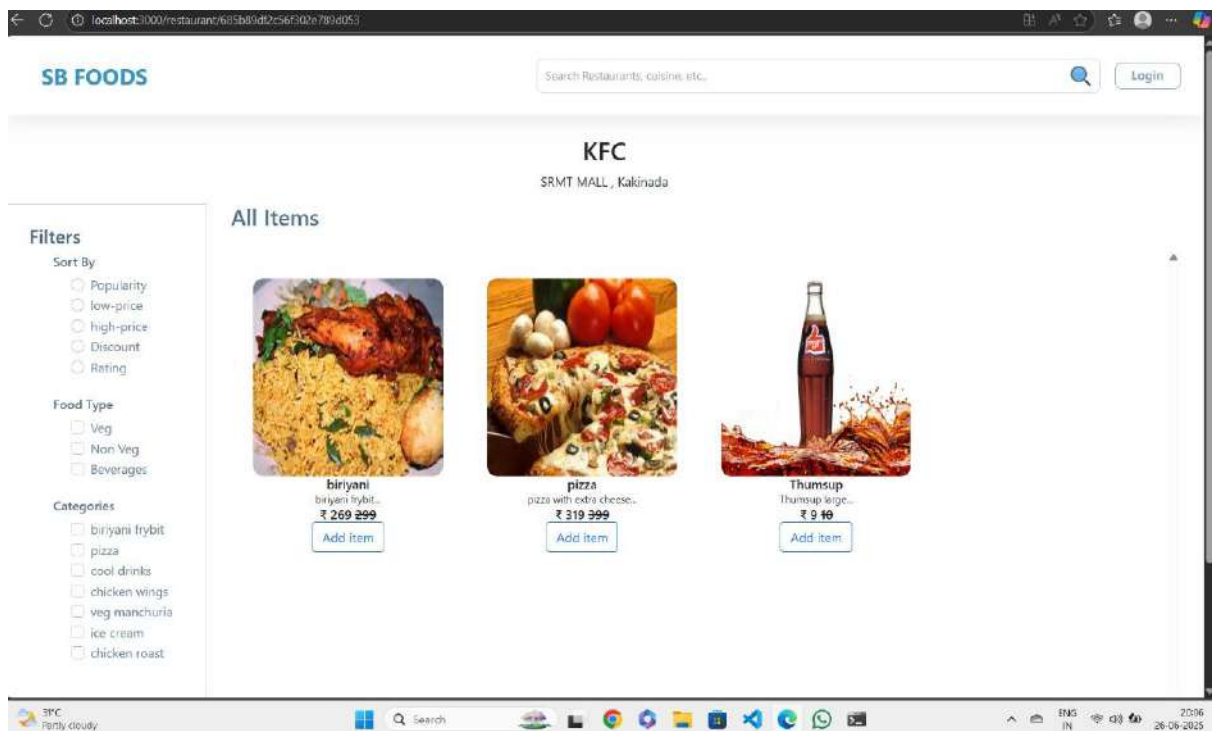 localhost:3000/restaurant/685b89df2c56f302e789d053
SB FOODS
Search Restaurants, cuisine, etc..
Login
KFC
SRMT MALL , Kakinada
All Items
Filters
Sort By
Popularity
low-price
high-price
Discount
Rating
Food Type
Veg
Non Veg
Beverages
Categories
biriyani frybit
pizza
cool drinks
chicken wings
veg manchuria
ice cream
chicken roast
biriyani
biriyani frybit...
₹ 269 299
Add item
pizza
pizza with extra cheese...
₹ 319 399
Add item
Thumsup
Thumsup large...
₹ 9 10
Add item
31°C
Partly cloudy
Search
ENG
IN
20:06
26-06-2025